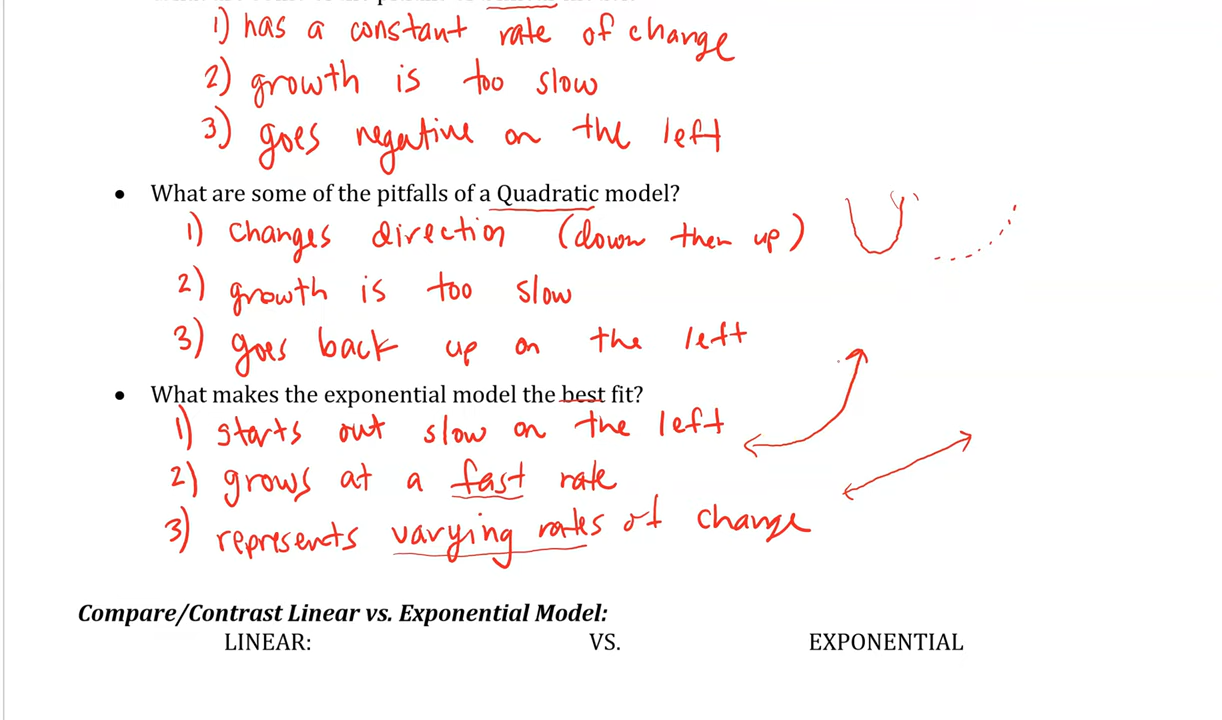 1) has a constant rate of change
2) growth is too slow
3) goes negative on the left
• What are some of the pitfalls of a Quadratic model?
1) changes direction (down then up)
2) growth is too slow
3) goes back up on the left
• What makes the exponential model the best fit?
1) starts out slow on the left
2) grows at a fast rate
3) represents varying rates of change
Compare/Contrast Linear vs. Exponential Model:
LINEAR: VS. EXPONENTIAL